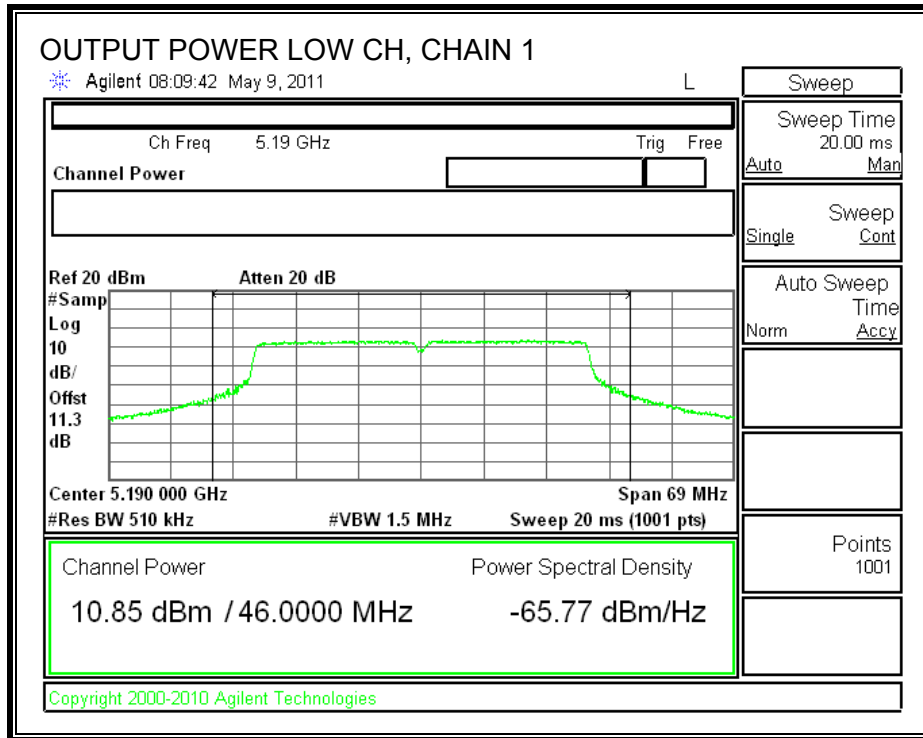 OUTPUT POWER LOW CH, CHAIN 1
Agilent 08:09:42 May 9, 2011 L
Sweep
Ch Freq 5.19 GHz Trig Free
Channel Power
Sweep Time
20.00 ms
Auto Man
Sweep
Single Cont
Auto Sweep
Time
Norm Accy
Points
1001
Ref 20 dBm Atten 20 dB
#Samp
Log
10
dB/
Offst
11.3
dB
Center 5.190 000 GHz Span 69 MHz
#Res BW 510 kHz #VBW 1.5 MHz Sweep 20 ms (1001 pts)
Channel Power Power Spectral Density
10.85 dBm / 46.0000 MHz -65.77 dBm/Hz
Copyright 2000-2010 Agilent Technologies